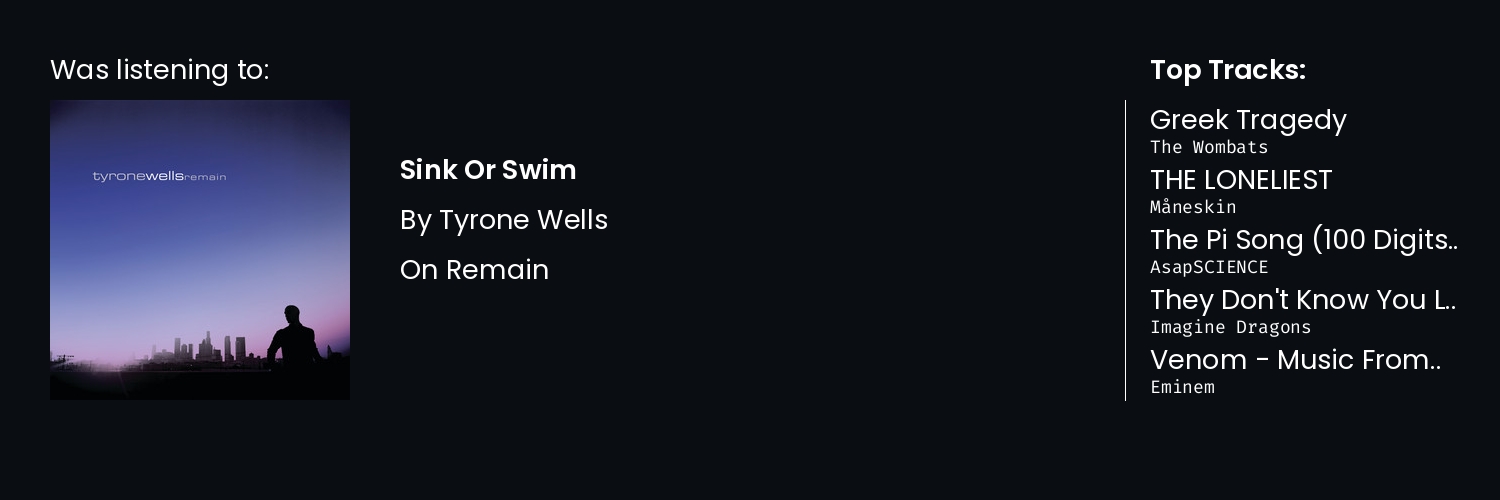 Was listening to:
tyronewellsremain
Sink Or Swim
By Tyrone Wells
On Remain
Top Tracks:
Greek Tragedy
The Wombats
THE LONELIEST
Måneskin
The Pi Song (100 Digits..
AsapSCIENCE
They Don't Know You L..
Imagine Dragons
Venom - Music From..
Eminem